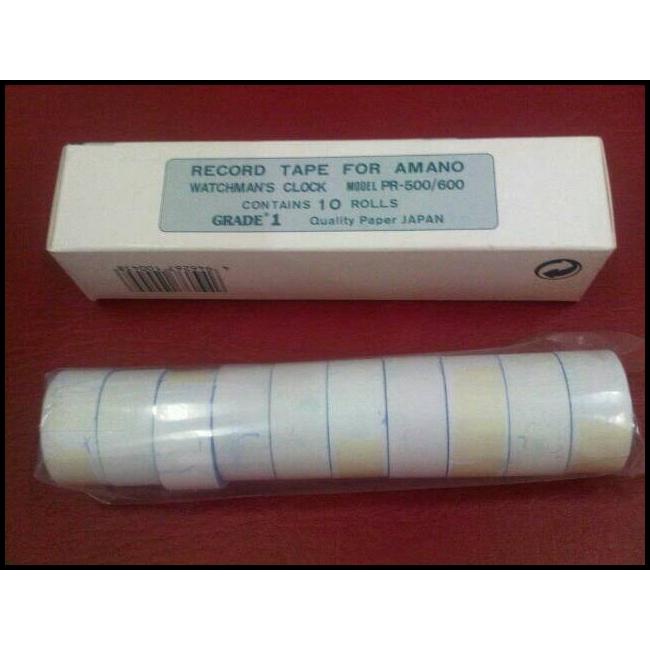 RECORD TAPE FOR AMANO
WATCHMAN'S CLOCK MODEL PR-500/600
CONTAINS 10 ROLLS
GRADE*1 Quality Paper JAPAN